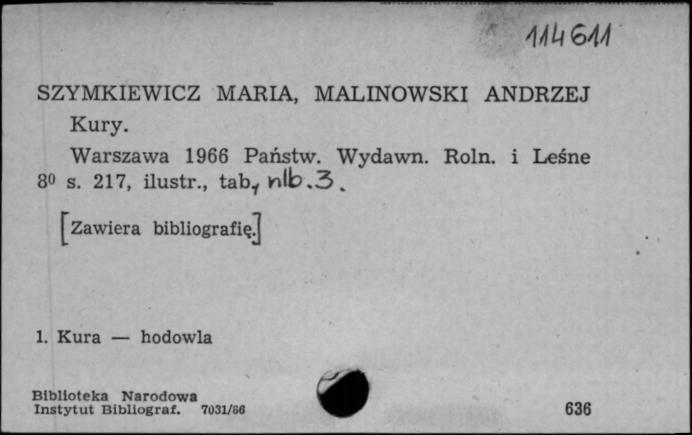 114611
SZYMKIEWICZ MARIA, MALINOWSKI ANDRZEJ
Kury.
Warszawa 1966 Państw. Wydawn. Roln. i Leśne
8⁰ s. 217, ilustr., tab, nlb. 3.
[Zawiera bibliografię.]
1. Kura — hodowla
Biblioteka Narodowa
Instytut Bibliograf. 7031/66
636